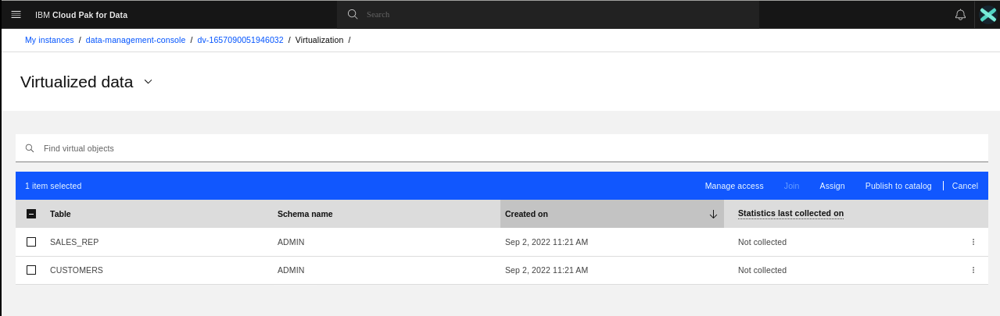 IBM Cloud Pak for Data Search
My instances / data-management-console / dv-1657090051946032 / Virtualization /
Virtualized data
Find virtual objects
1 item selected Manage access Join Assign Publish to catalog Cancel
Table Schema name Created on Statistics last collected on
SALES_REP ADMIN Sep 2, 2022 11:21 AM Not collected
CUSTOMERS ADMIN Sep 2, 2022 11:21 AM Not collected